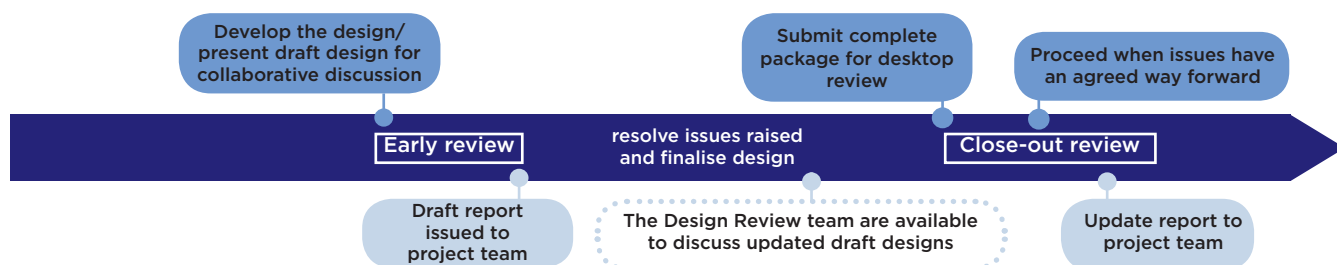 Develop the design/
present draft design for
collaborative discussion
Submit complete
package for desktop
review
Proceed when issues have
an agreed way forward
Early review
resolve issues raised
and finalise design
Close-out review
Draft report
issued to
project team
The Design Review team are available
to discuss updated draft designs
Update report to
project team